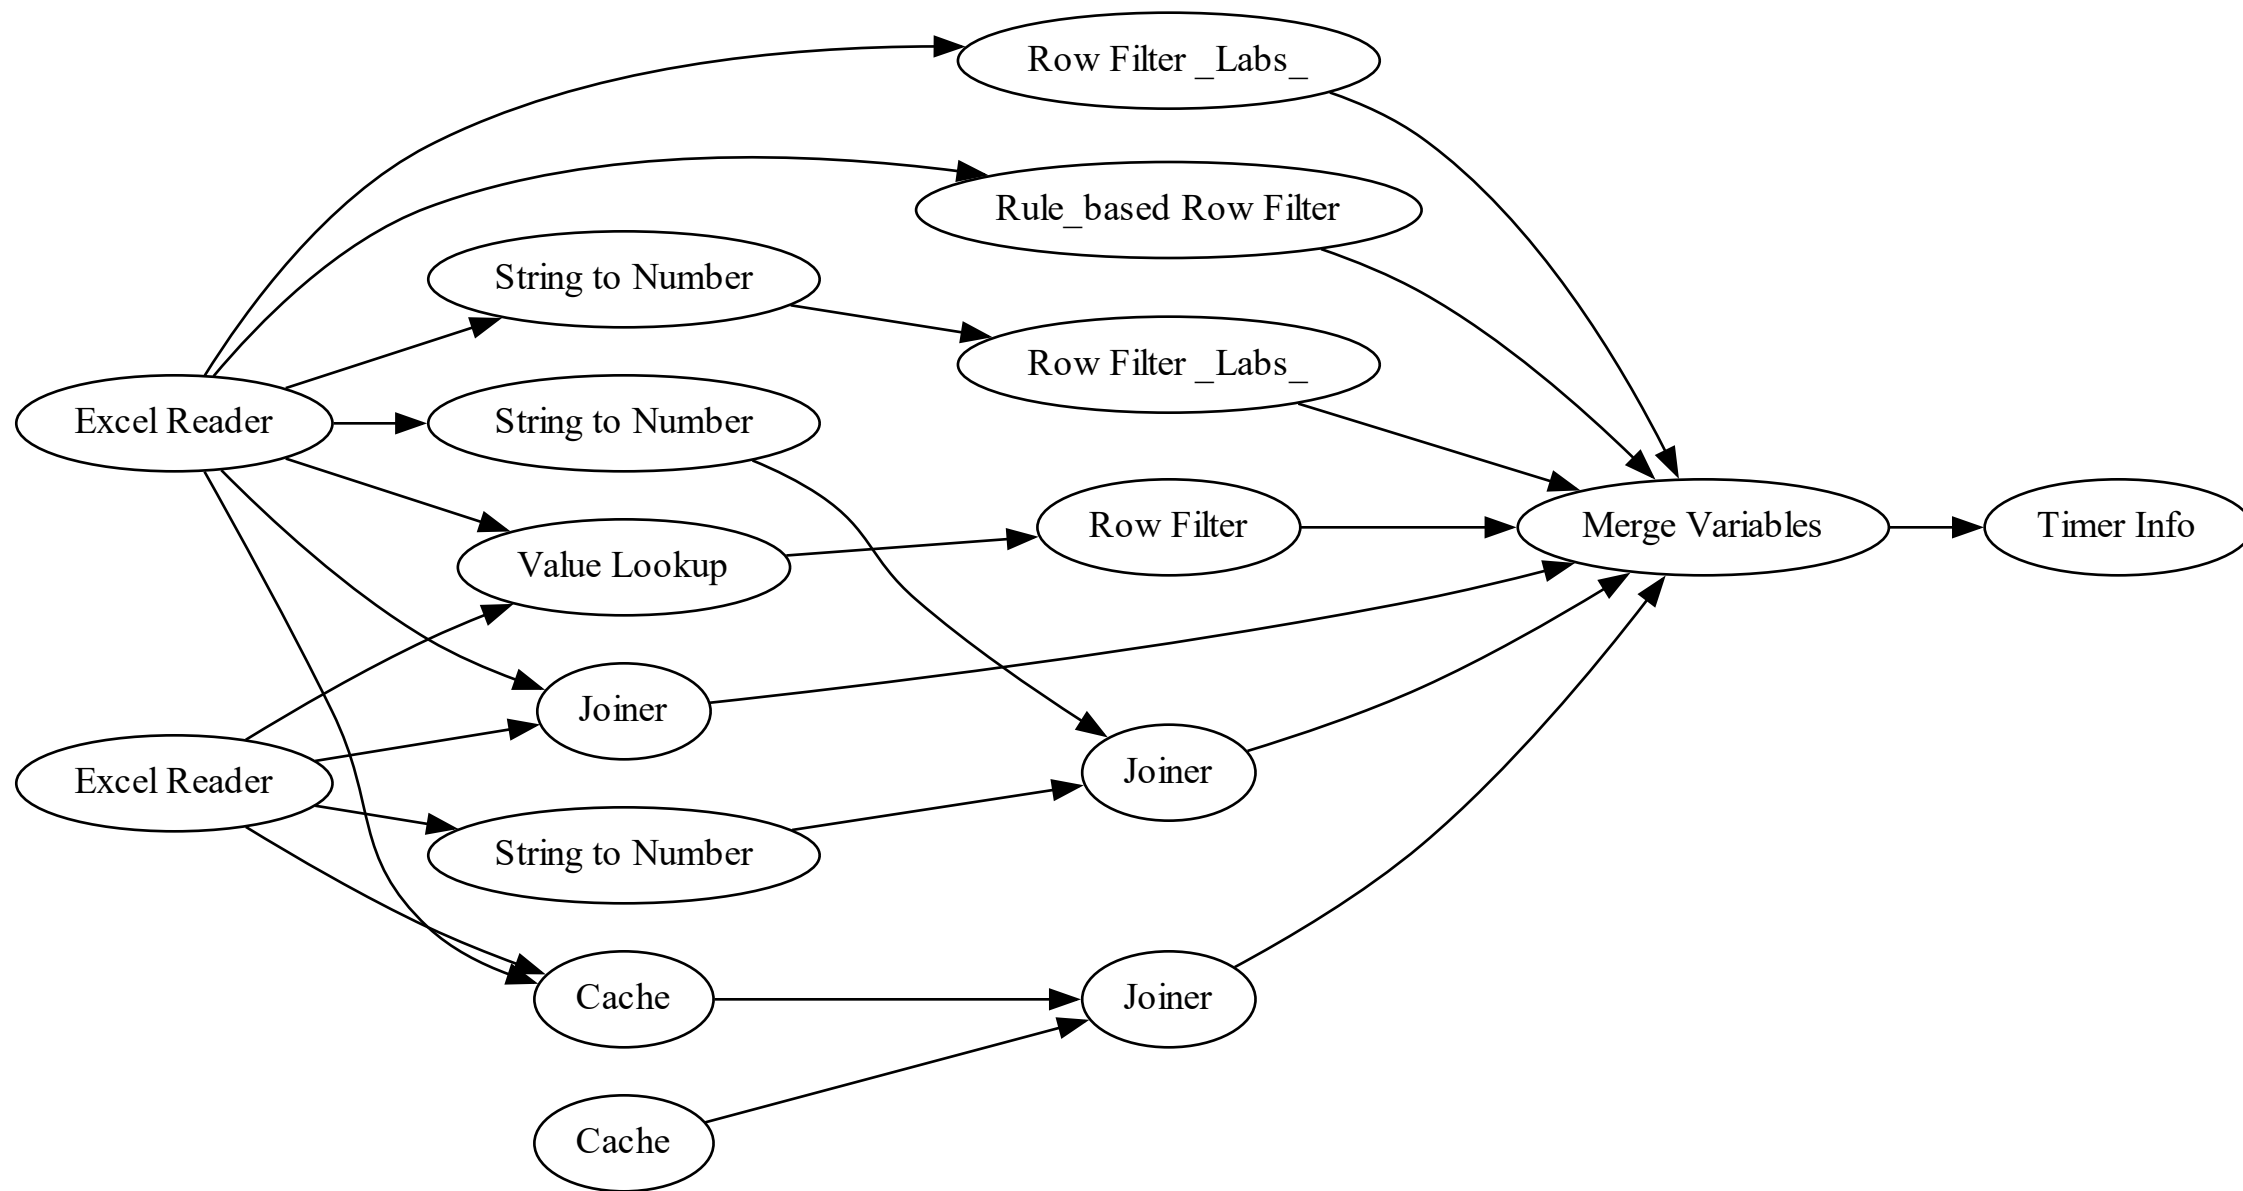 Row Filter _Labs_
Rule_based Row Filter
String to Number
Row Filter _Labs_
Excel Reader
String to Number
Value Lookup
Row Filter
Merge Variables
Timer Info
Joiner
Excel Reader
Joiner
String to Number
Cache
Joiner
Cache